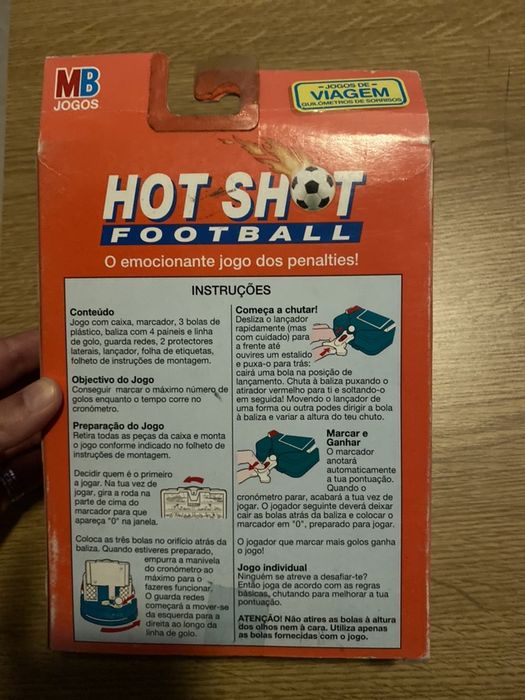 MB
JOGOS
JOGOS DE
VIAGEM
QUILÓMETROS DE SORRISOS
HOT SHOT
FOOTBALL
O emocionante jogo dos penalties!
INSTRUÇÕES
Conteúdo
Jogo com caixa, marcador, 3 bolas de
plástico, baliza com 4 paineis e linha
de golo, guarda redes, 2 protectores
laterais, lançador, folha de etiquetas,
folheto de instruções de montagem.
Objectivo do Jogo
Conseguir marcar o máximo número de
golos enquanto o tempo corre no
cronómetro.
Preparação do Jogo
Retira todas as peças da caixa e monta
o jogo conforme indicado no folheto de
instruções de montagem.
Decidir quem é o primeiro
a jogar. Na tua vez de
jogar, gira a roda na
parte de cima do
marcador para que
apareça "0" na janela.
Coloca as três bolas no orifício atrás da
baliza. Quando estiveres preparado,
empurra a manivela
do cronómetro ao
máximo para o
fazeres funcionar.
O guarda redes
começará a mover-se
da esquerda para a
direita ao longo da
linha de golo.
Começa a chutar!
Desliza o lançador
rapidamente (mas
com cuidado) para
a frente até
ouvires um estalido
e puxa-o para trás:
cairá uma bola na posição de
lançamento. Chuta à baliza puxando o
atirador vermelho para ti e soltando-o
em seguida! Movendo o lançador de
uma forma ou outra podes dirigir a bola
à baliza e variar a altura do teu chuto.
Marcar e
Ganhar
O marcador
anotará
automaticamente
a tua pontuação.
Quando o
cronómetro parar, acabará a tua vez de
jogar. O jogador seguinte deverá deixar
cair as bolas atrás da baliza e colocar o
marcador em "0", preparado para jogar.
O jogador que marcar mais golos ganha
o jogo!
Jogo individual
Ninguém se atreve a desafiar-te?
Então joga de acordo com as regras
básicas, chutando para melhorar a tua
pontuação.
ATENÇÃO! Não atires as bolas à altura
dos olhos nem à cara. Utiliza apenas
as bolas fornecidas com o jogo.